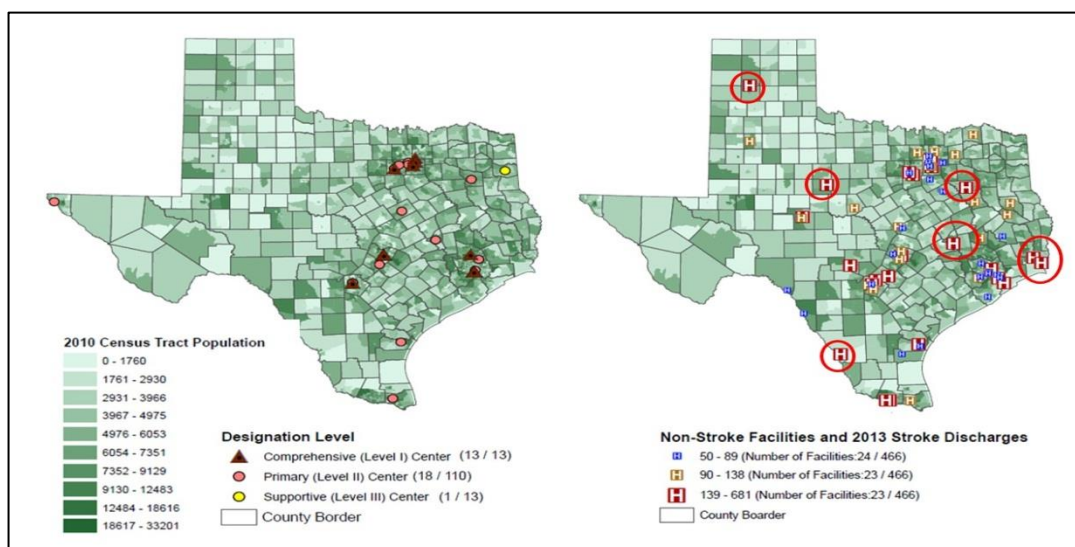 2010 Census Tract Population
0 - 1760
1761 - 2930
2931 - 3966
3967 - 4975
4976 - 6053
6054 - 7351
7352 - 9129
9130 - 12483
12484 - 18616
18617 - 33201
Designation Level
Comprehensive (Level I) Center (13 / 13)
Primary (Level II) Center (18 / 110)
Supportive (Level III) Center (1 / 13)
County Border
Non-Stroke Facilities and 2013 Stroke Discharges
H 50 - 89 (Number of Facilities:24 / 466)
H 90 - 138 (Number of Facilities:23 / 466)
H 139 - 681 (Number of Facilities:23 / 466)
County Boarder